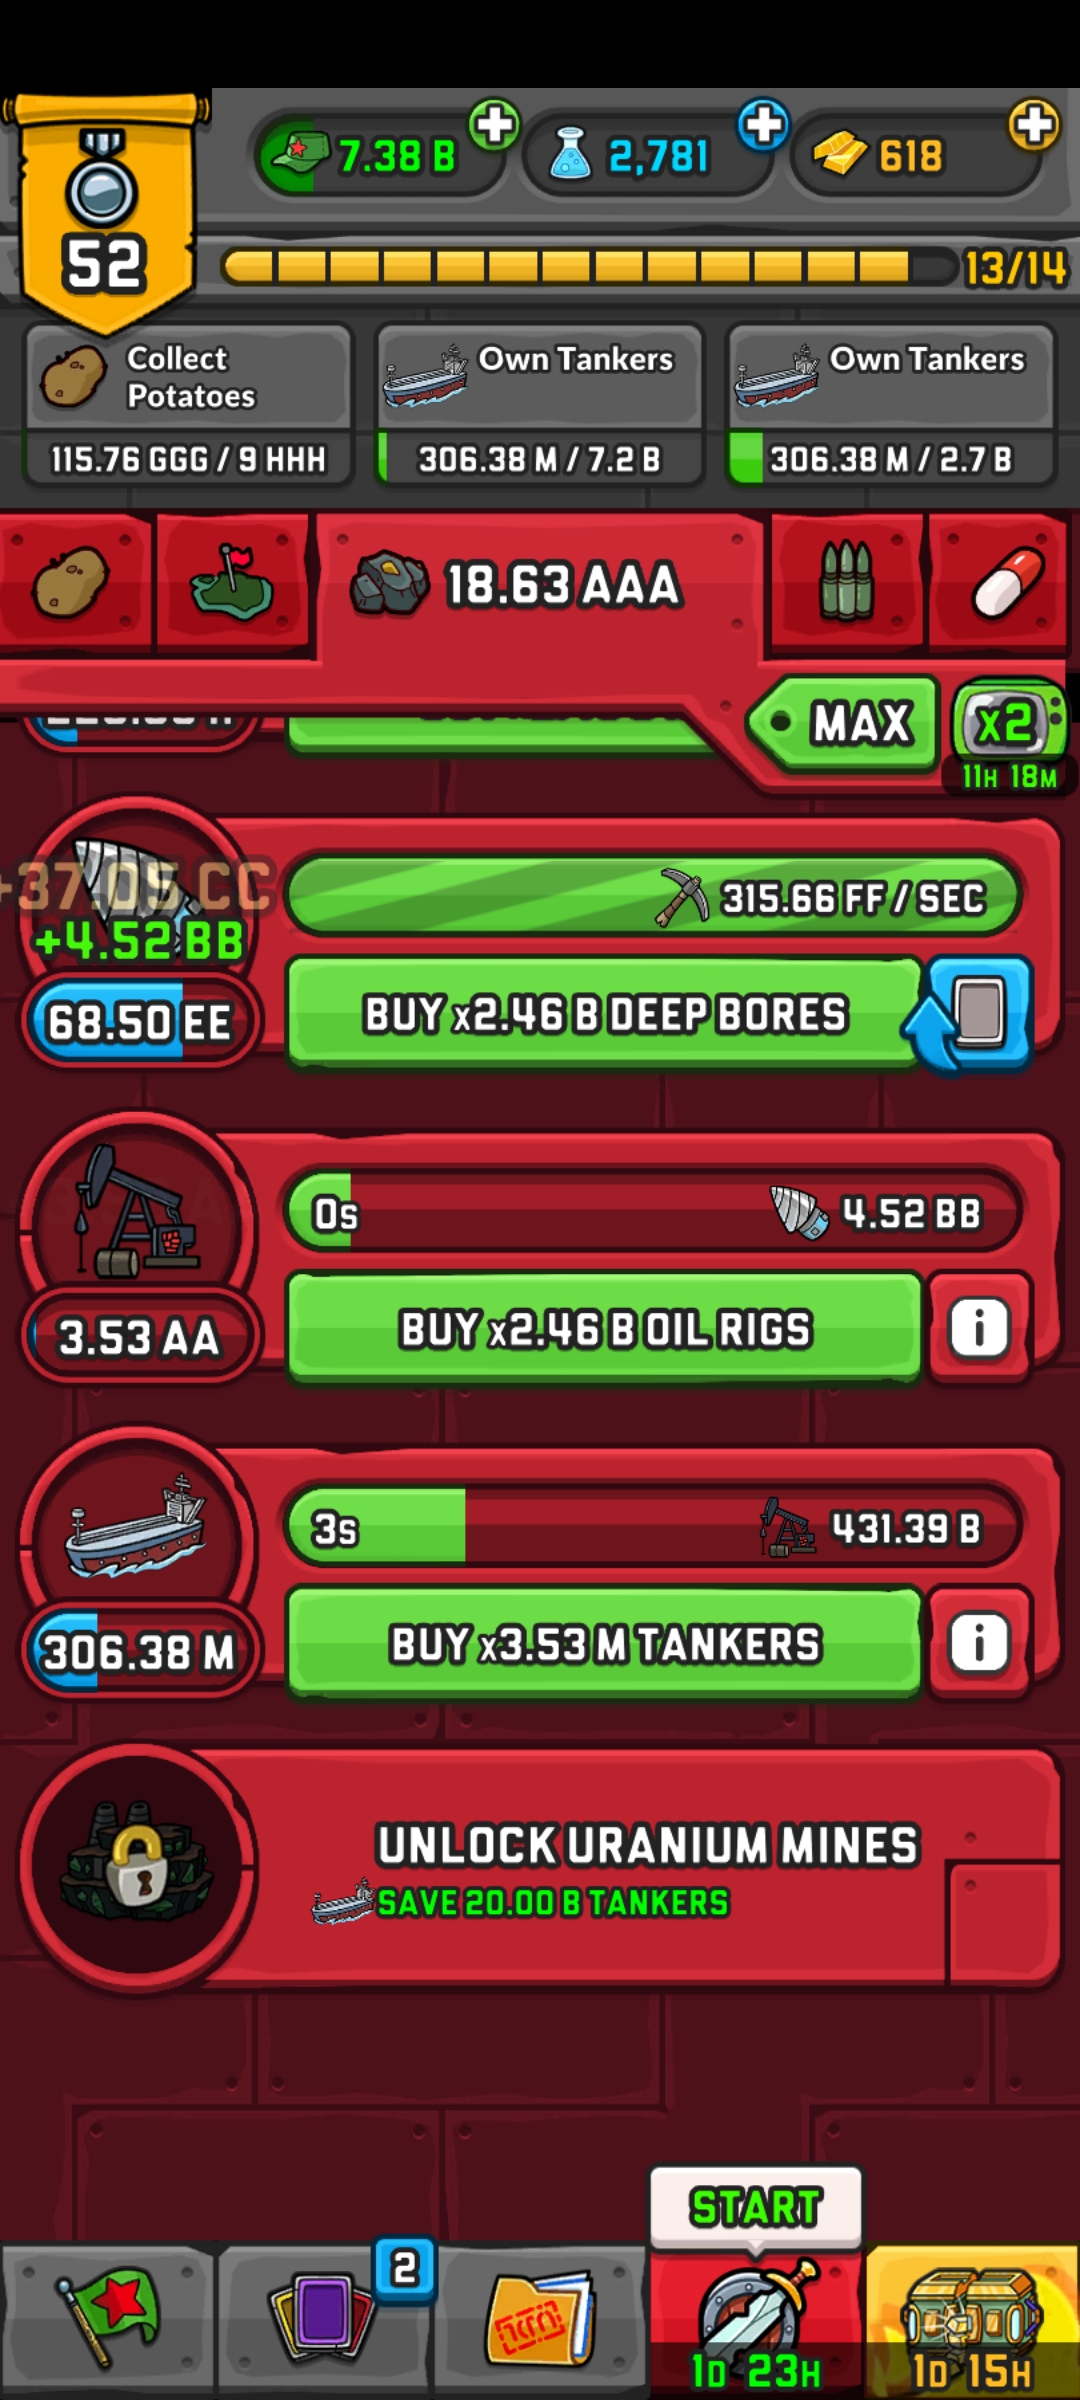 7.38 B
2,781
618
52
13/14
Collect
Potatoes
115.76 GGG / 9 HHH
Own Tankers
306.38 M / 7.2 B
Own Tankers
306.38 M / 2.7 B
18.63 AAA
MAX
x2
11H 18M
+37.05 CC
+4.52 BB
315.66 FF / SEC
68.50 EE
BUY x2.46 B DEEP BORES
0s
4.52 BB
3.53 AA
BUY x2.46 B OIL RIGS
3s
431.39 B
306.38 M
BUY x3.53 M TANKERS
UNLOCK URANIUM MINES
SAVE 20.00 B TANKERS
START
2
1D 23H
1D 15H